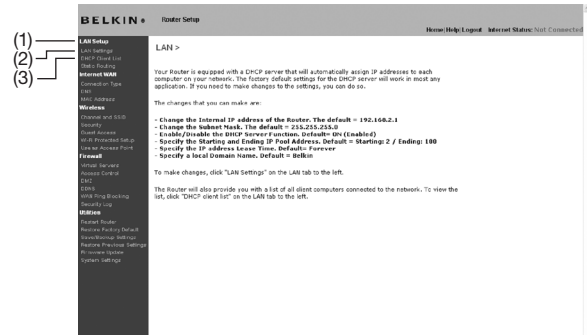 BELKIN
Router Setup
Home|Help|Logout Internet Status: Not Connected
(1)
(2)
(3)
LAN Setup
LAN Settings
DHCP Client List
Static Routing
Internet WAN
Connection Type
DNS
MAC Address
Wireless
Channel and SSID
Security
Guest Access
Wi-Fi Protected Setup
Use as Access Point
Firewall
Virtual Servers
Access Control
DMZ
DDNS
WAN Ping Blocking
Security Log
Utilities
Restart Router
Restore Factory Default
Save/Backup Settings
Restore Previous Settings
Firmware Update
System Settings
LAN >
Your Router is equipped with a DHCP server that will automatically assign IP addresses to each
computer on your network. The factory default settings for the DHCP server will work in most any
application. If you need to make changes to the settings, you can do so.
The changes that you can make are:
- Change the Internal IP address of the Router. The default = 192.168.2.1
- Change the Subnet Mask. The default = 255.255.255.0
- Enable/Disable the DHCP Server Function. Default= ON (Enabled)
- Specify the Starting and Ending IP Pool Address. Default = Starting: 2 / Ending: 100
- Specify the IP address Lease Time. Default= Forever
- Specify a local Domain Name. Default = Belkin
To make changes, click "LAN Settings" on the LAN tab to the left.
The Router will also provide you with a list of all client computers connected to the network. To view the
list, click "DHCP client list" on the LAN tab to the left.